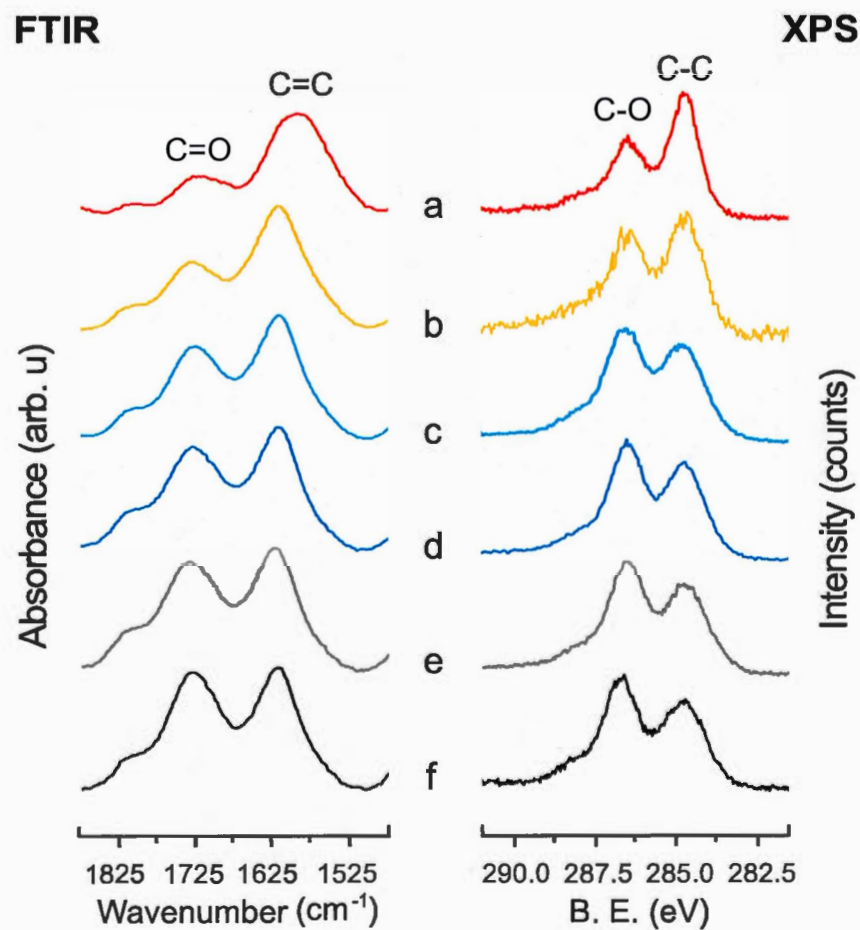 FTIR
XPS
C=C
C=O
C-C
C-O
a
b
c
d
e
f
Absorbance (arb. u)
Intensity (counts)
1825 1725 1625 1525
Wavenumber (cm⁻¹)
290.0 287.5 285.0 282.5
B. E. (eV)